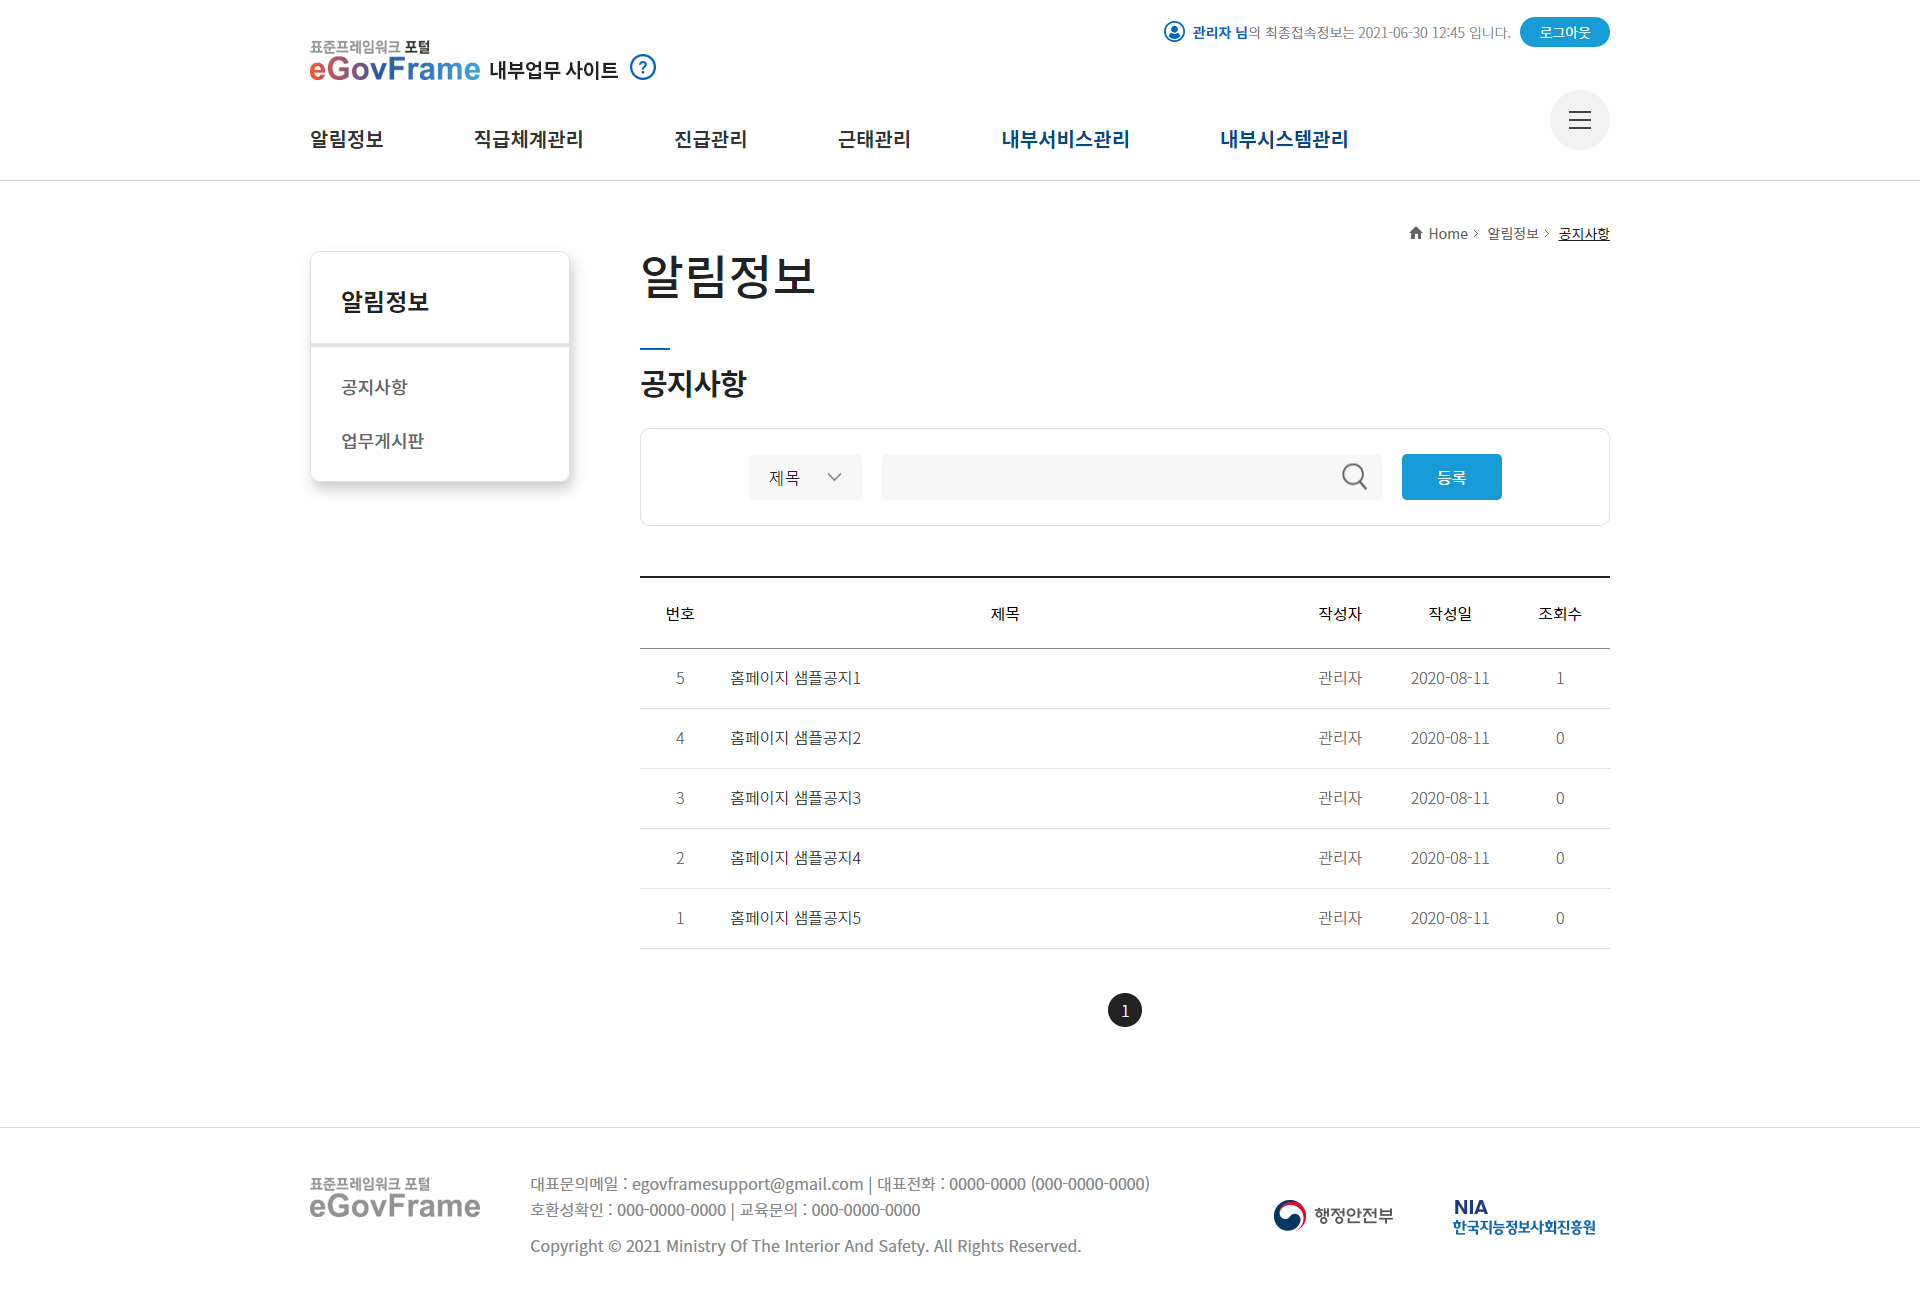 관리자 님의 최종접속정보는 2021-06-30 12:45 입니다.
로그아웃
표준프레임워크 포털
eGovFrame 내부업무 사이트 ?
알림정보 직급체계관리 진급관리 근태관리 내부서비스관리 내부시스템관리
Home 알림정보 공지사항
알림정보
공지사항
업무게시판
알림정보
공지사항
제목
등록
번호 제목 작성자 작성일 조회수
5 홈페이지 샘플공지1 관리자 2020-08-11 1
4 홈페이지 샘플공지2 관리자 2020-08-11 0
3 홈페이지 샘플공지3 관리자 2020-08-11 0
2 홈페이지 샘플공지4 관리자 2020-08-11 0
1 홈페이지 샘플공지5 관리자 2020-08-11 0
1
표준프레임워크 포털
eGovFrame
대표문의메일 : egovframesupport@gmail.com | 대표전화 : 0000-0000 (000-0000-0000)
호환성확인 : 000-0000-0000 | 교육문의 : 000-0000-0000
Copyright © 2021 Ministry Of The Interior And Safety. All Rights Reserved.
행정안전부
NIA
한국지능정보사회진흥원